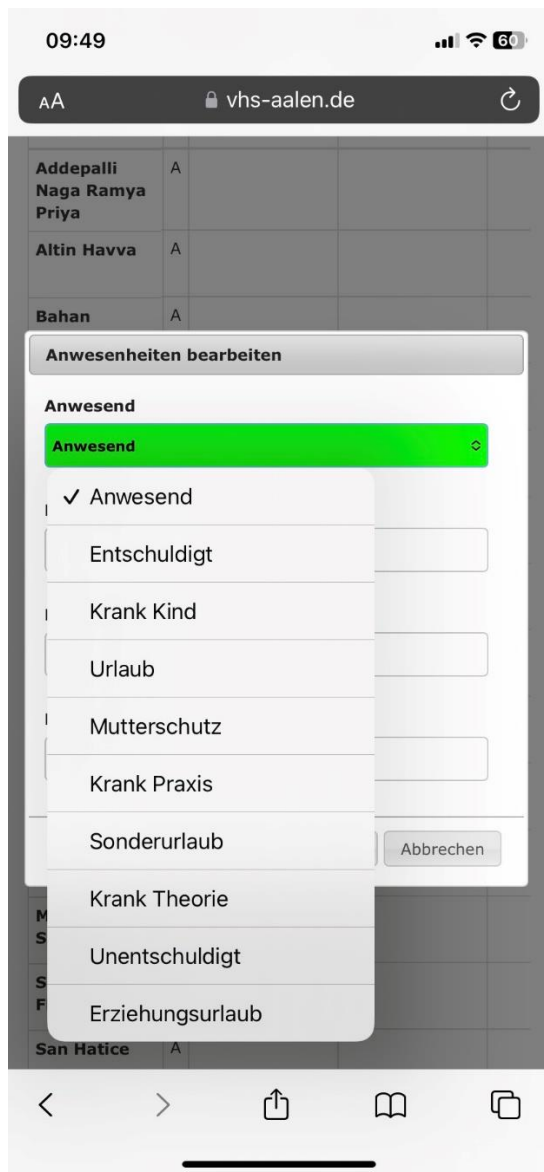 09:49
60
AA vhs-aalen.de
Addepalli A
Naga Ramya
Priya
Altin Havva A
Bahan A
Anwesenheiten bearbeiten
Anwesend
Anwesend
✓ Anwesend
Entschuldigt
Krank Kind
Urlaub
Mutterschutz
Krank Praxis
Sonderurlaub
Abbrechen
Krank Theorie
Unentschuldigt
Erziehungsurlaub
M
S
S
F
San Hatice A